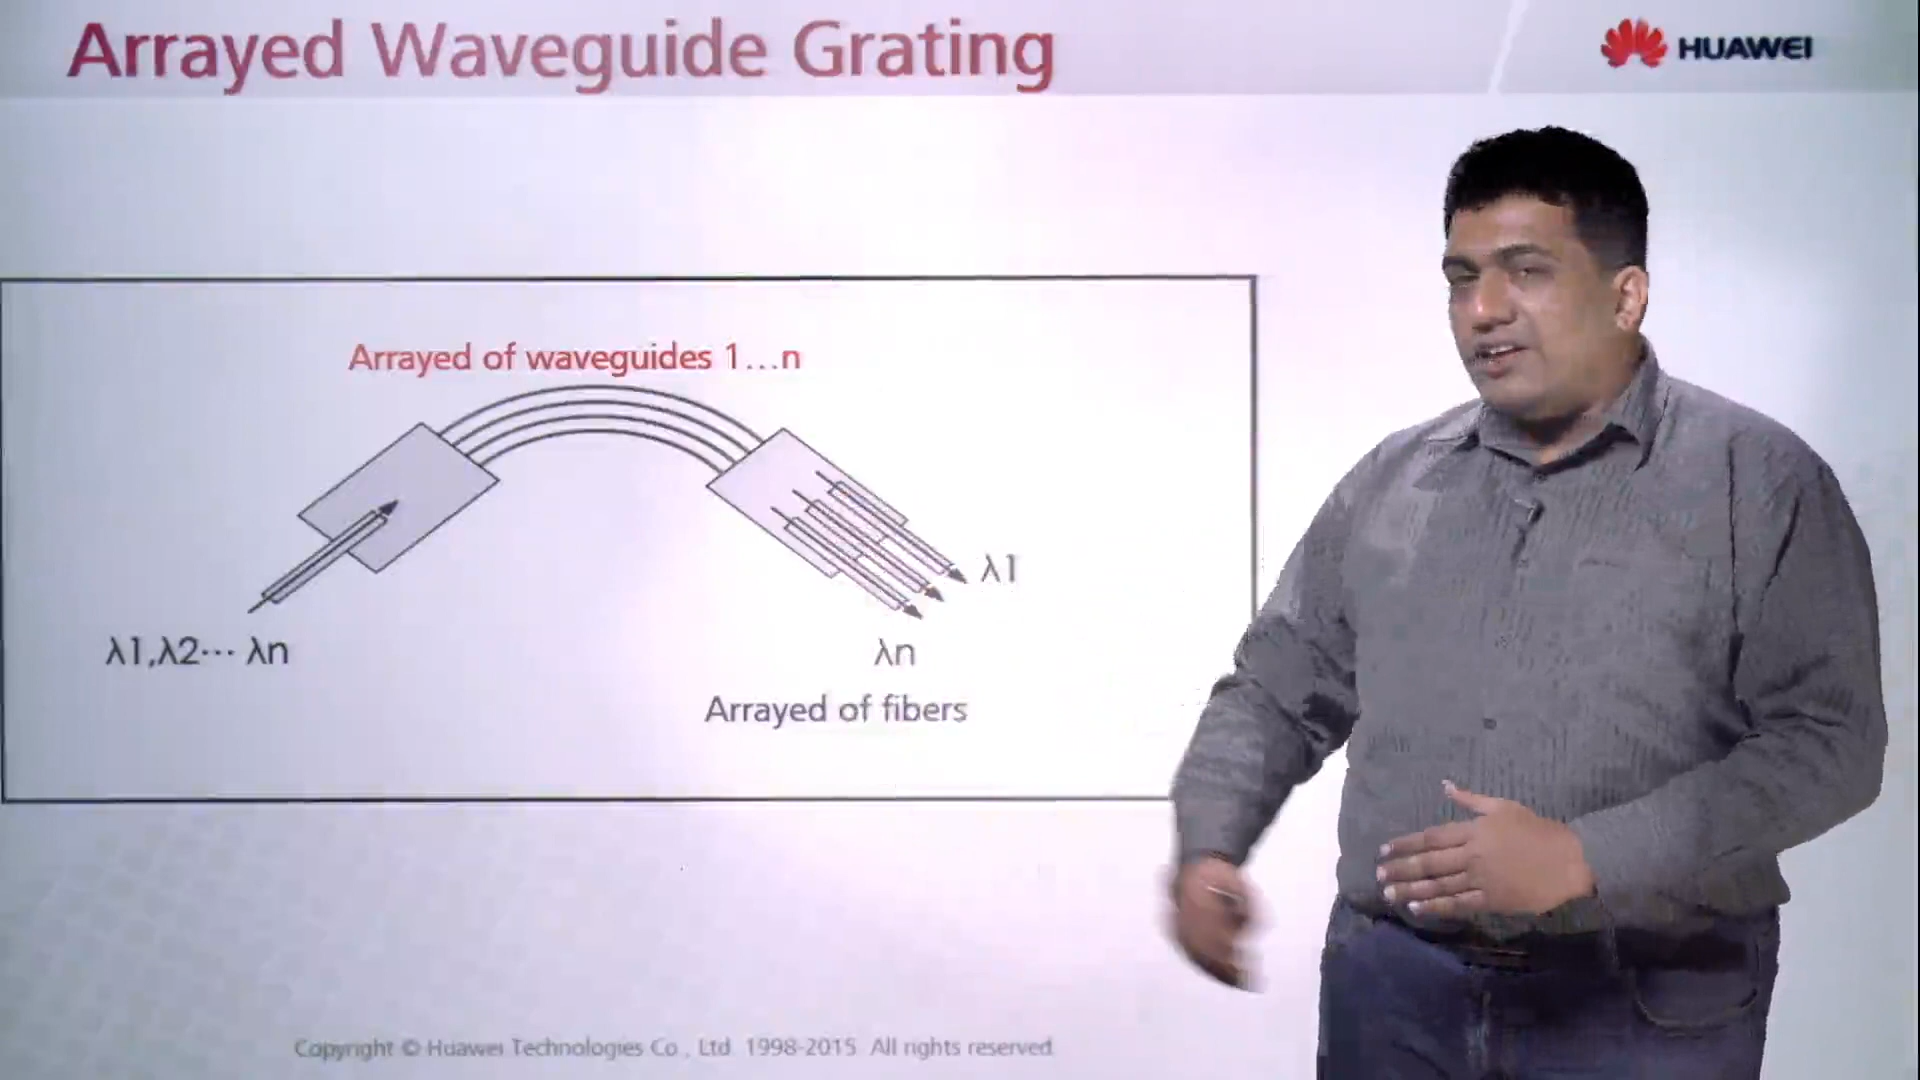 Arrayed Waveguide Grating
HUAWEI
Arrayed of waveguides 1...n
λ1
λ1,λ2··· λn
λn
Arrayed of fibers
Copyright © Huawei Technologies Co., Ltd. 1998-2015. All rights reserved.